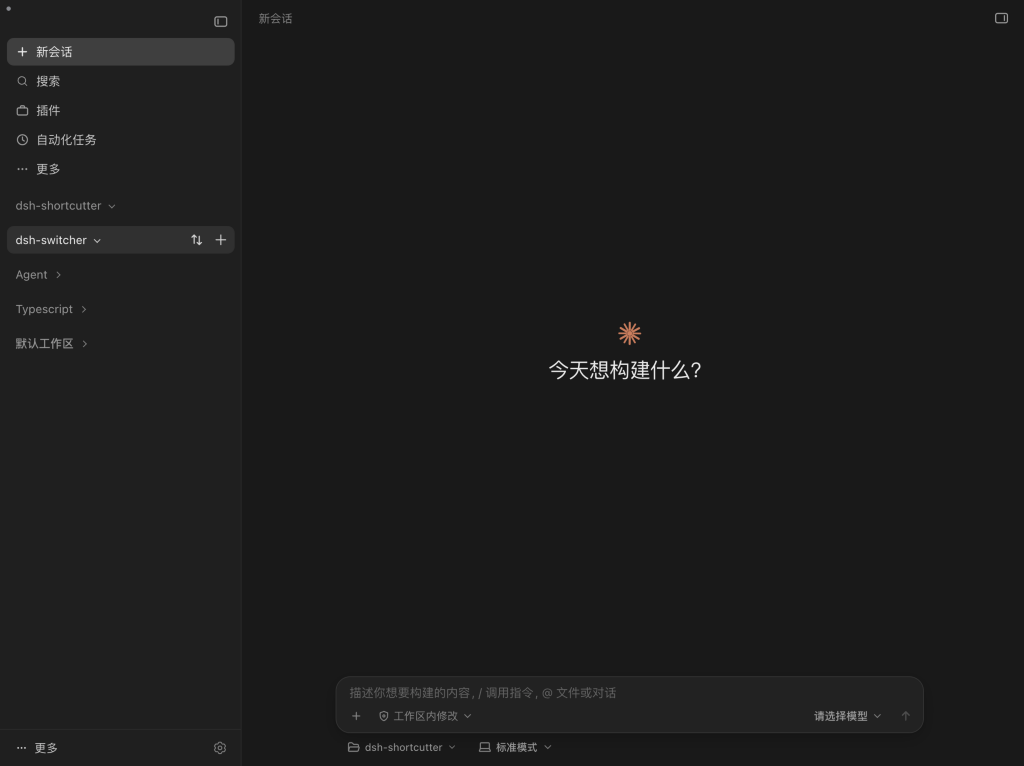 新会话
新会话
搜索
插件
自动化任务
更多
dsh-shortcutter
dsh-switcher
Agent
Typescript
默认工作区
今天想构建什么?
描述你想要构建的内容, / 调用指令, @ 文件或对话
工作区内修改
请选择模型
dsh-shortcutter
标准模式
更多